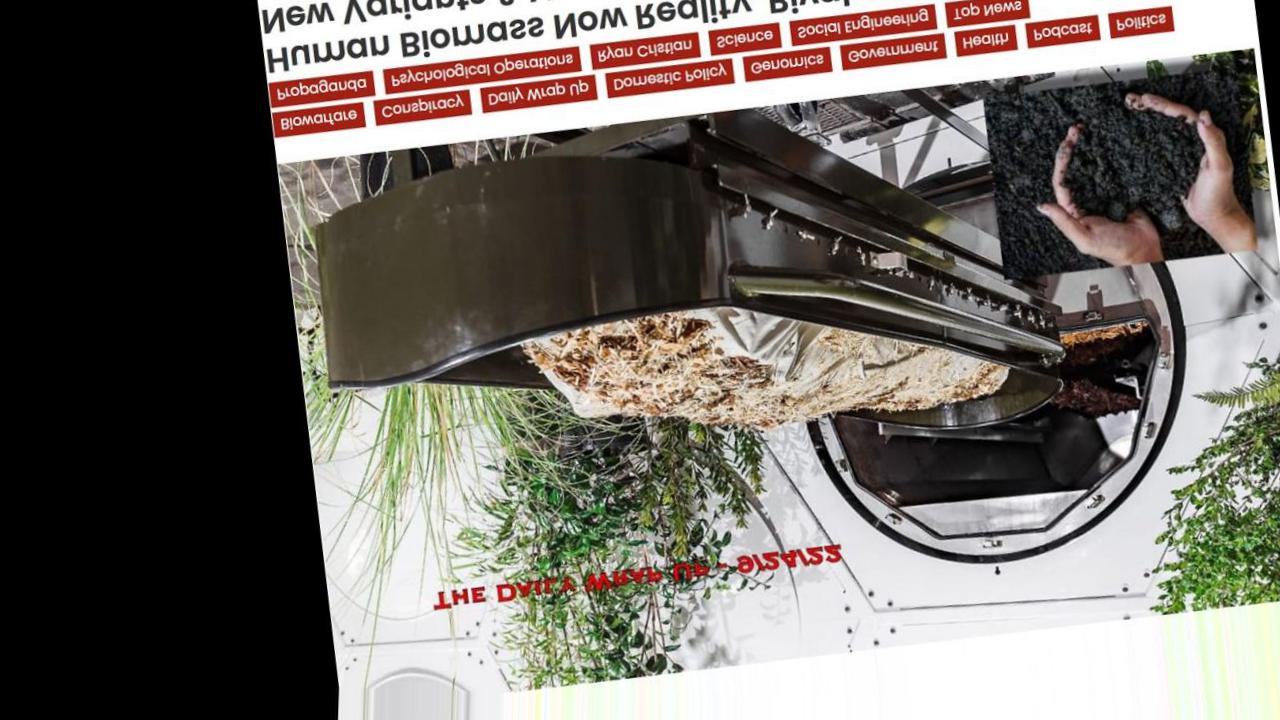 THE DAILY WRAP UP - 9/24/22
Biowarfare Conspiracy Daily Wrap Up Domestic Policy Genomics Government Health Podcast Politics
Propaganda Psychological Operations Ryan Cristian Science Social Engineering Top News
Human Biomass Now Reality,
New Variants &